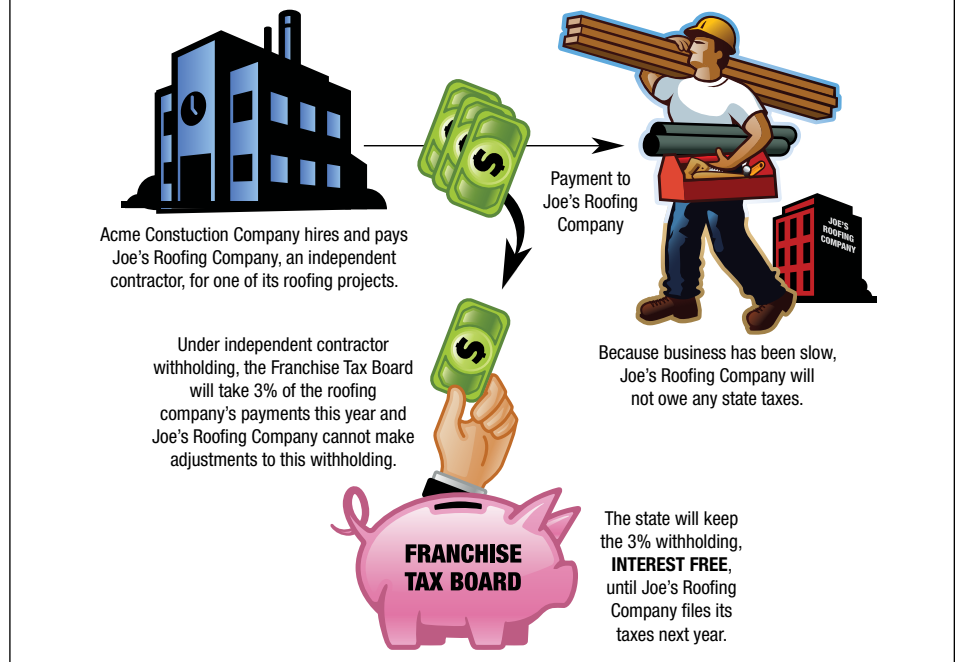 Acme Constuction Company hires and pays
Joe's Roofing Company, an independent
contractor, for one of its roofing projects.
$
Payment to
Joe's Roofing
Company
JOE'S
ROOFING
COMPANY
Because business has been slow,
Joe's Roofing Company will
not owe any state taxes.
Under independent contractor
withholding, the Franchise Tax Board
will take 3% of the roofing
company's payments this year and
Joe's Roofing Company cannot make
adjustments to this withholding.
$
FRANCHISE
TAX BOARD
The state will keep
the 3% withholding,
INTEREST FREE,
until Joe's Roofing
Company files its
taxes next year.